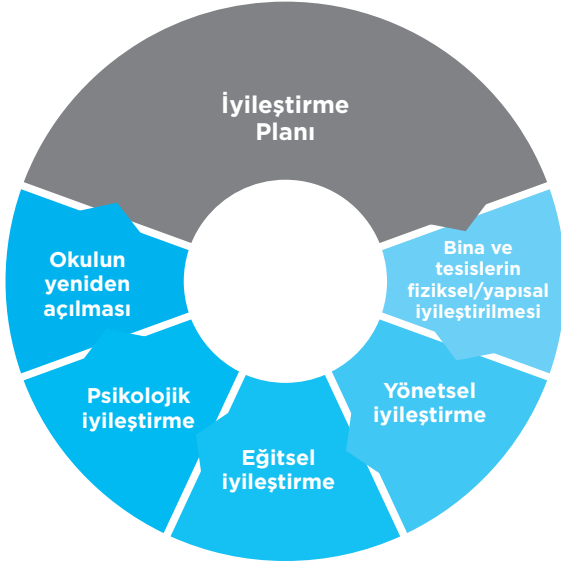 İyileştirme
Planı
Bina ve
tesislerin
fiziksel/yapısal
iyileştirilmesi
Yönetsel
iyileştirme
Eğitsel
iyileştirme
Psikolojik
iyileştirme
Okulun
yeniden
açılması